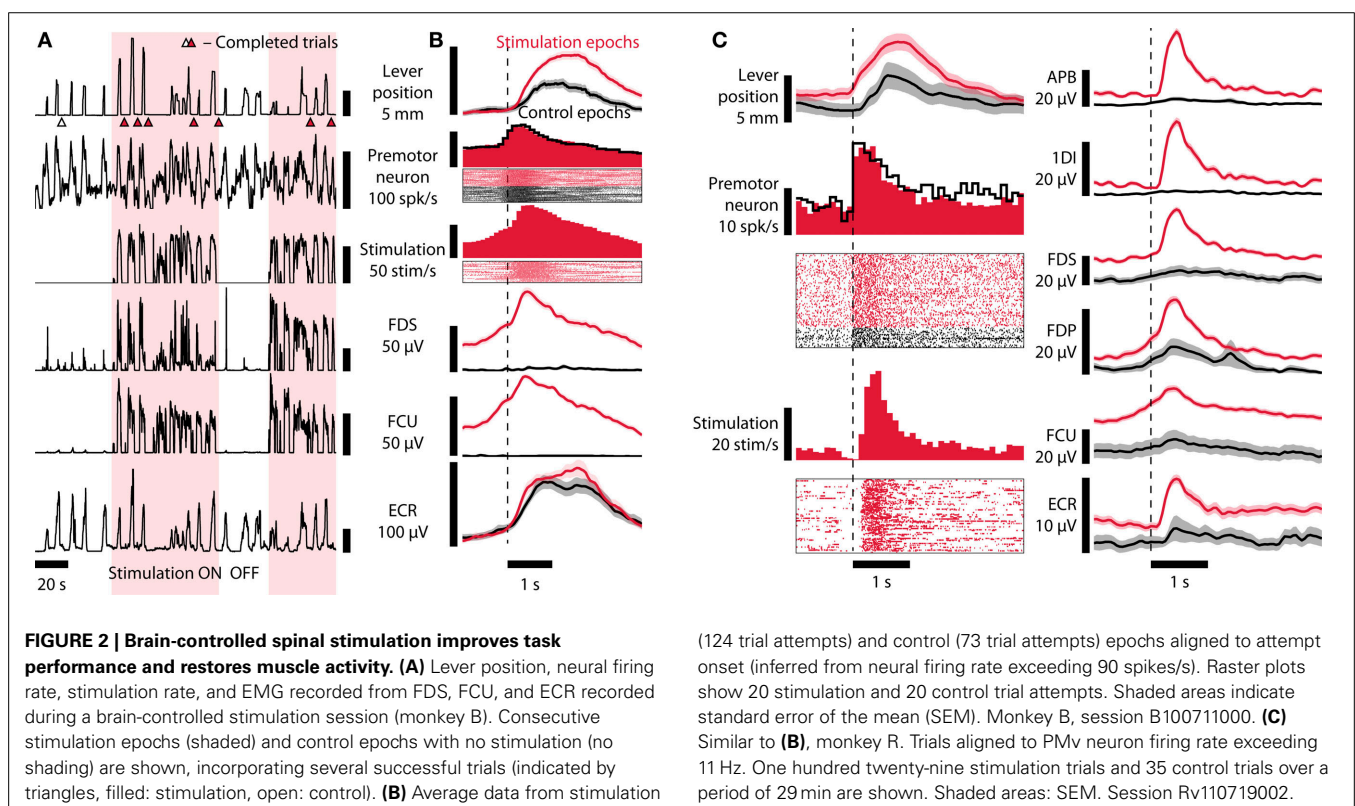 A
– Completed trials
20 s
Stimulation ON OFF
B
Stimulation epochs
Lever
position
5 mm
Control epochs
Premotor
neuron
100 spk/s
Stimulation
50 stim/s
FDS
50 µV
FCU
50 µV
ECR
100 µV
1 s
C
Lever
position
5 mm
Premotor
neuron
10 spk/s
Stimulation
20 stim/s
1 s
APB
20 µV
1DI
20 µV
FDS
20 µV
FDP
20 µV
FCU
20 µV
ECR
10 µV
1 s
FIGURE 2 | Brain-controlled spinal stimulation improves task
performance and restores muscle activity. (A) Lever position, neural firing
rate, stimulation rate, and EMG recorded from FDS, FCU, and ECR recorded
during a brain-controlled stimulation session (monkey B). Consecutive
stimulation epochs (shaded) and control epochs with no stimulation (no
shading) are shown, incorporating several successful trials (indicated by
triangles, filled: stimulation, open: control). (B) Average data from stimulation
(124 trial attempts) and control (73 trial attempts) epochs aligned to attempt
onset (inferred from neural firing rate exceeding 90 spikes/s). Raster plots
show 20 stimulation and 20 control trial attempts. Shaded areas indicate
standard error of the mean (SEM). Monkey B, session B100711000. (C)
Similar to (B), monkey R. Trials aligned to PMv neuron firing rate exceeding
11 Hz. One hundred twenty-nine stimulation trials and 35 control trials over a
period of 29 min are shown. Shaded areas: SEM. Session Rv110719002.